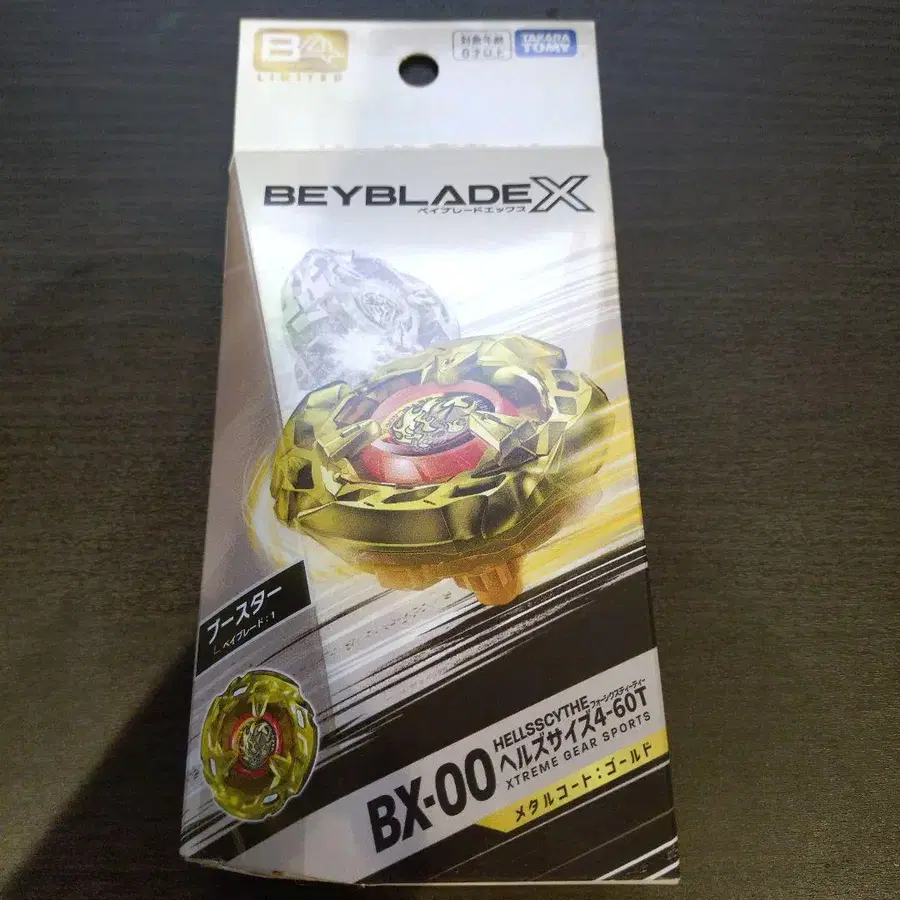 B4
LIMITED
対象年齢
6才以上
TAKARA
TOMY
BEYBLADE X
ベイブレードエックス
ブースター
ベイブレード:1
BX-00
HELLSSCYTHE
フォーシックスティーティー
ヘルズサイズ4-60T
XTREME GEAR SPORTS
メタルコート:ゴールド